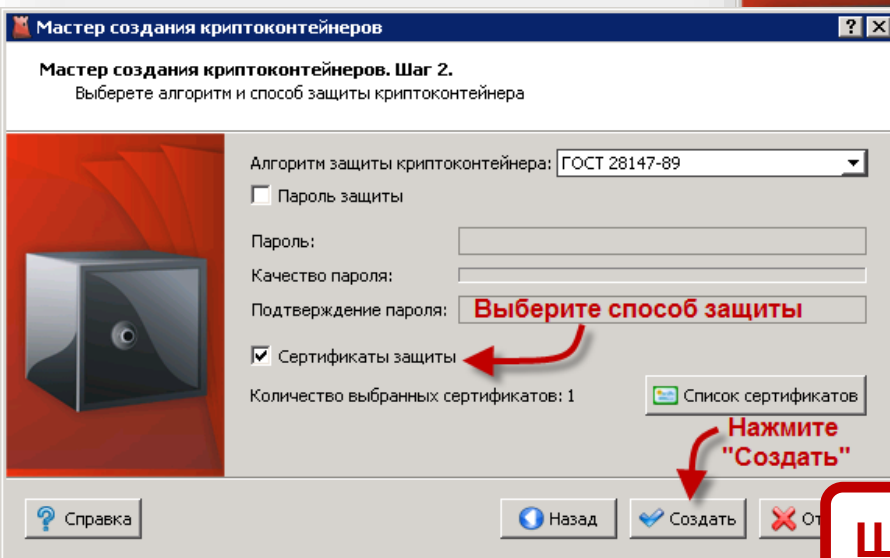 Мастер создания криптоконтейнеров
Мастер создания криптоконтейнеров. Шаг 2.
Выберете алгоритм и способ защиты криптоконтейнера
Алгоритм защиты криптоконтейнера: ГОСТ 28147-89
Пароль защиты
Пароль:
Качество пароля:
Подтверждение пароля: Выберите способ защиты
Сертификаты защиты
Количество выбранных сертификатов: 1 Список сертификатов
Нажмите
"Создать"
Справка Назад Создать